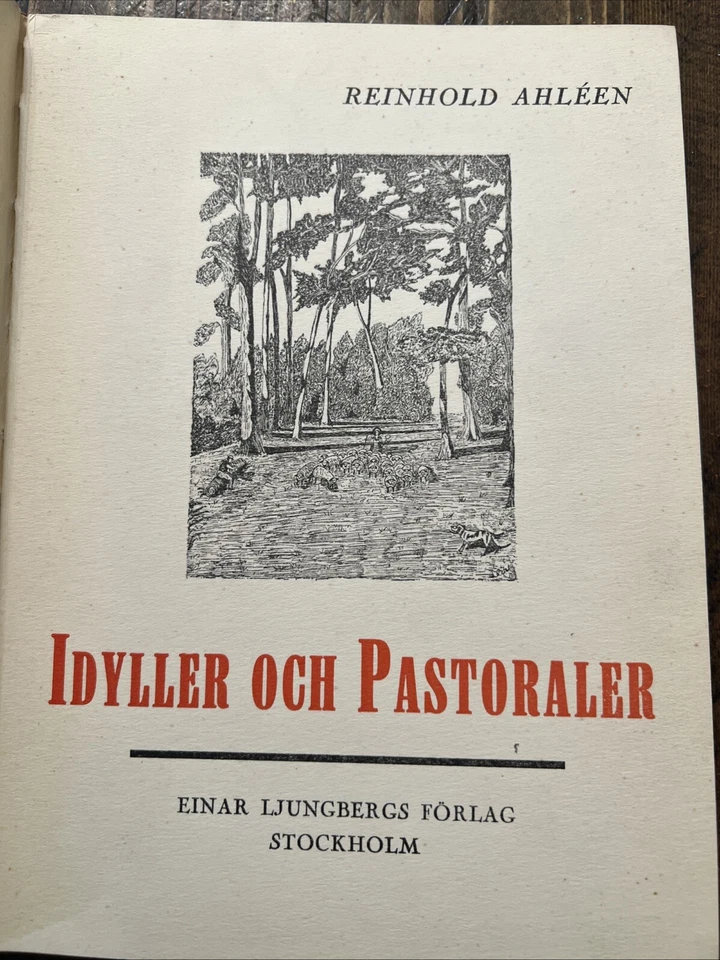 REINHOLD AHLÉEN
IDYLLER OCH PASTORALER
EINAR LJUNGBERGS FÖRLAG
STOCKHOLM